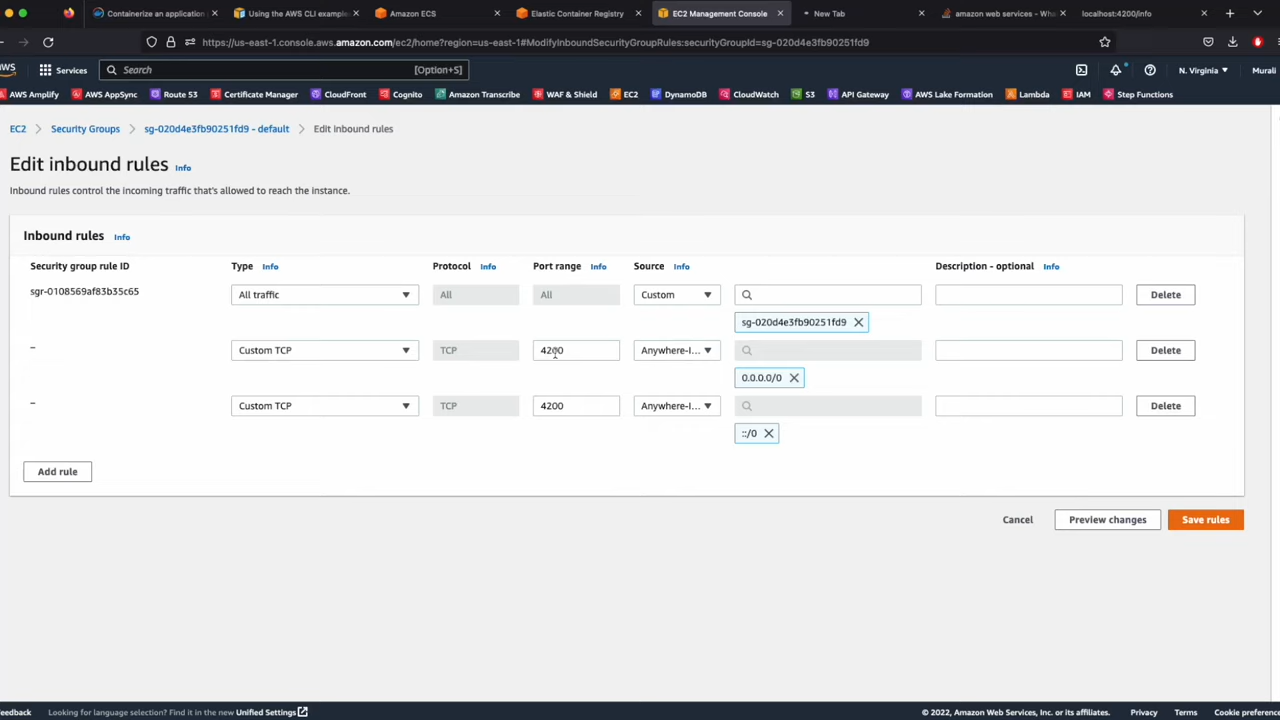 Containerize an application
Using the AWS CLI example
Amazon ECS
Elastic Container Registry
EC2 Management Console
New Tab
amazon web services - Wha
localhost:4200/info
https://us-east-1.console.aws.amazon.com/ec2/home?region=us-east-1#ModifyInboundSecurityGroupRules:securityGroupId=sg-020d4e3fb90251fd9
Services
Search
[Option+S]
N. Virginia
Murali
AWS Amplify
AWS AppSync
Route 53
Certificate Manager
CloudFront
Cognito
Amazon Transcribe
WAF & Shield
EC2
DynamoDB
CloudWatch
S3
API Gateway
AWS Lake Formation
Lambda
IAM
Step Functions
EC2
Security Groups
sg-020d4e3fb90251fd9 - default
Edit inbound rules
Edit inbound rules Info
Inbound rules control the incoming traffic that's allowed to reach the instance.
Inbound rules Info
Security group rule ID
Type Info
Protocol Info
Port range Info
Source Info
Description - optional Info
sgr-0108569af83b35c65
All traffic
All
All
Custom
Delete
sg-020d4e3fb90251fd9
–
Custom TCP
TCP
4200
Anywhere-I...
Delete
0.0.0.0/0
–
Custom TCP
TCP
4200
Anywhere-I...
Delete
::/0
Add rule
Cancel
Preview changes
Save rules
eedback
Looking for language selection? Find it in the new Unified Settings
© 2022, Amazon Web Services, Inc. or its affiliates.
Privacy
Terms
Cookie preferenc